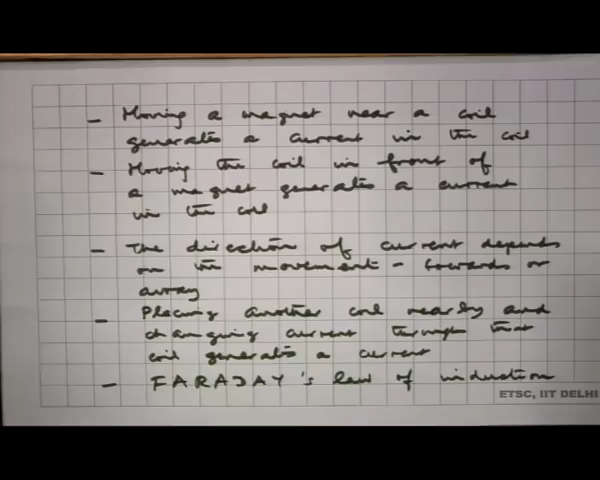 - Moving a magnet near a coil
generates a current in the coil
- Moving the coil in front of
a magnet generates a current
in the coil
- The direction of current depends
on the movement - towards or
away
- Placing another coil nearby and
changing current through that
coil generates a current
- FARADAY's law of induction
ETSC, IIT DELHI